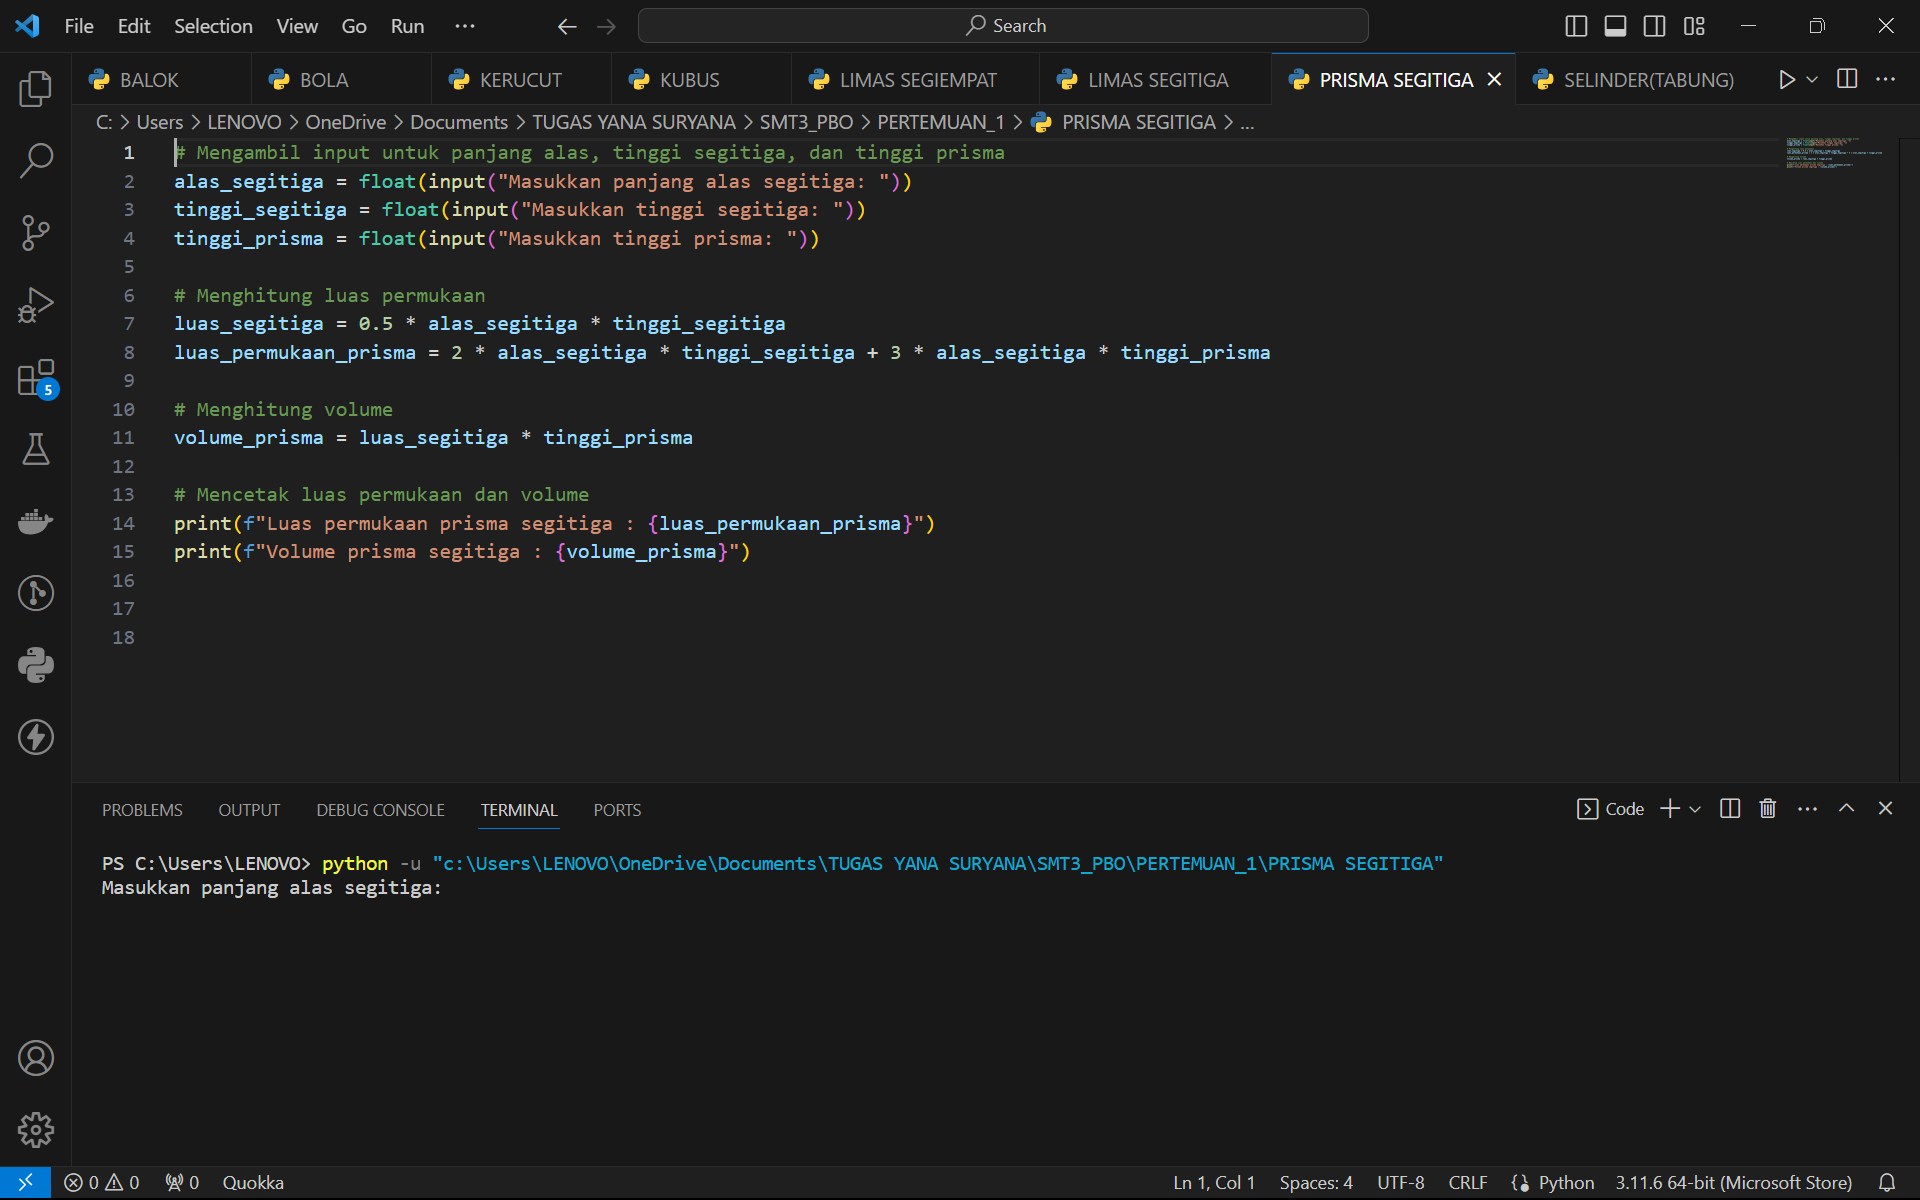 File Edit Selection View Go Run ··· Search
BALOK BOLA KERUCUT KUBUS LIMAS SEGIEMPAT LIMAS SEGITIGA PRISMA SEGITIGA SELINDER(TABUNG)
C: > Users > LENOVO > OneDrive > Documents > TUGAS YANA SURYANA > SMT3_PBO > PERTEMUAN_1 > PRISMA SEGITIGA > ...
1 # Mengambil input untuk panjang alas, tinggi segitiga, dan tinggi prisma
2 alas_segitiga = float(input("Masukkan panjang alas segitiga: "))
3 tinggi_segitiga = float(input("Masukkan tinggi segitiga: "))
4 tinggi_prisma = float(input("Masukkan tinggi prisma: "))
5
6 # Menghitung luas permukaan
7 luas_segitiga = 0.5 * alas_segitiga * tinggi_segitiga
8 luas_permukaan_prisma = 2 * alas_segitiga * tinggi_segitiga + 3 * alas_segitiga * tinggi_prisma
9
10 # Menghitung volume
11 volume_prisma = luas_segitiga * tinggi_prisma
12
13 # Mencetak luas permukaan dan volume
14 print(f"Luas permukaan prisma segitiga : {luas_permukaan_prisma}")
15 print(f"Volume prisma segitiga : {volume_prisma}")
16
17
18
5
PROBLEMS OUTPUT DEBUG CONSOLE TERMINAL PORTS Code
PS C:\Users\LENOVO> python -u "c:\Users\LENOVO\OneDrive\Documents\TUGAS YANA SURYANA\SMT3_PBO\PERTEMUAN_1\PRISMA SEGITIGA"
Masukkan panjang alas segitiga:
0 0 0 Quokka Ln 1, Col 1 Spaces: 4 UTF-8 CRLF Python 3.11.6 64-bit (Microsoft Store)